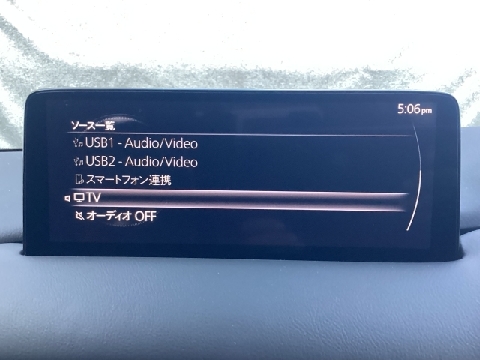 5:06pm
ソース一覧
USB1 - Audio/Video
USB2 - Audio/Video
スマートフォン連携
TV
オーディオ OFF